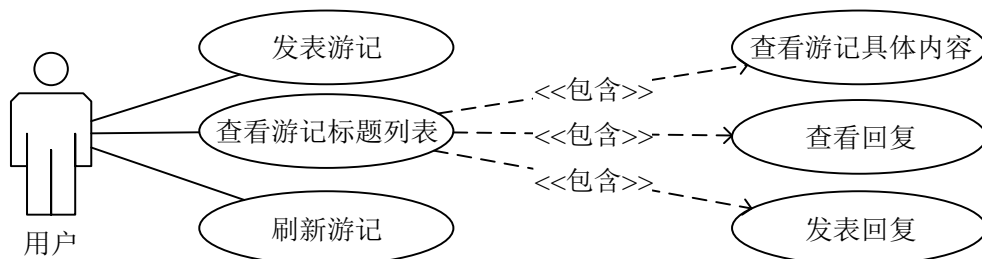 发表游记
查看游记具体内容
<<包含>>
查看游记标题列表
<<包含>>
查看回复
<<包含>>
刷新游记
发表回复
用户